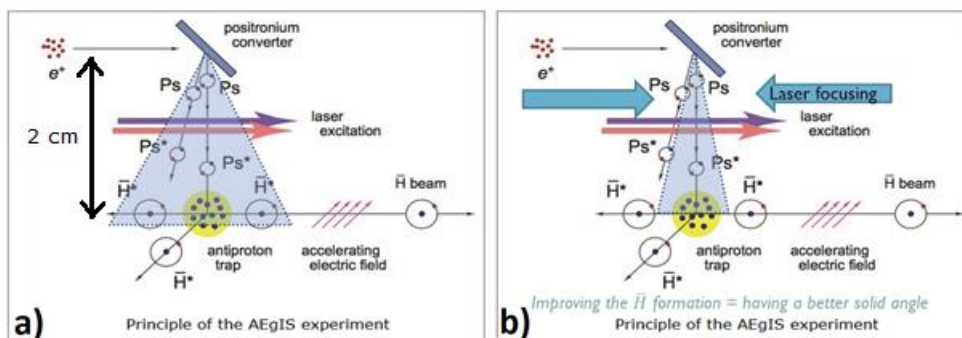 positronium
converter
e⁺
Ps
Ps
2 cm
laser
excitation
Ps*
Ps*
H̄*
H̄*
H̄ beam
antiproton
trap
accelerating
electric field
H̄*
a)
Principle of the AEgIS experiment
positronium
converter
e⁺
Ps
Ps
Laser focusing
laser
excitation
Ps*
Ps*
H̄*
H̄*
H̄ beam
antiproton
trap
accelerating
electric field
H̄*
Improving the H̄ formation = having a better solid angle
b)
Principle of the AEgIS experiment